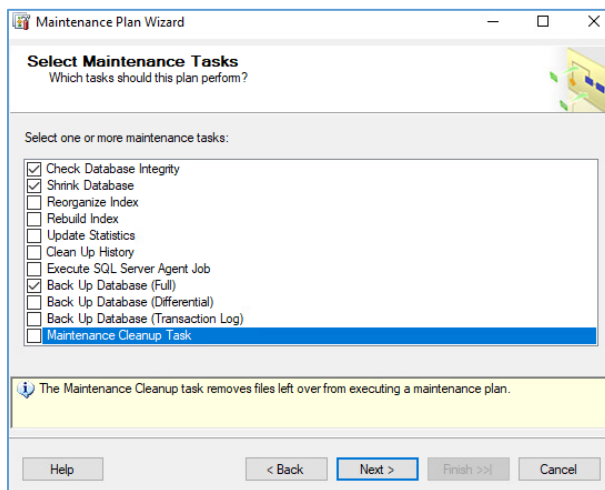 Maintenance Plan Wizard
Select Maintenance Tasks
Which tasks should this plan perform?
Select one or more maintenance tasks:
Check Database Integrity
Shrink Database
Reorganize Index
Rebuild Index
Update Statistics
Clean Up History
Execute SQL Server Agent Job
Back Up Database (Full)
Back Up Database (Differential)
Back Up Database (Transaction Log)
Maintenance Cleanup Task
The Maintenance Cleanup task removes files left over from executing a maintenance plan.
Help < Back Next > Finish >>| Cancel